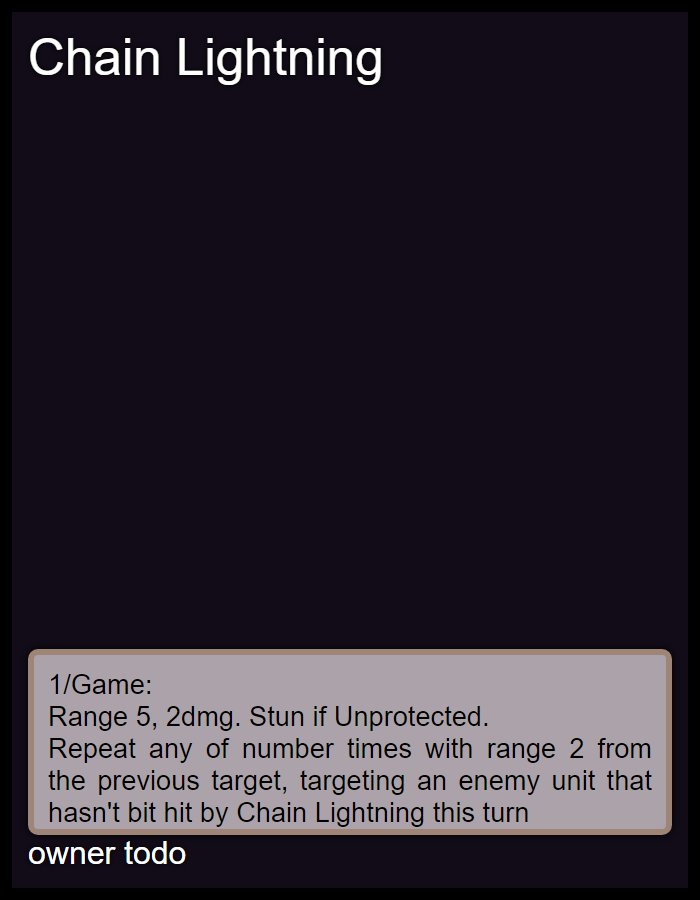 Chain Lightning
1/Game:
Range 5, 2dmg. Stun if Unprotected.
Repeat any of number times with range 2 from
the previous target, targeting an enemy unit that
hasn't bit hit by Chain Lightning this turn
owner todo